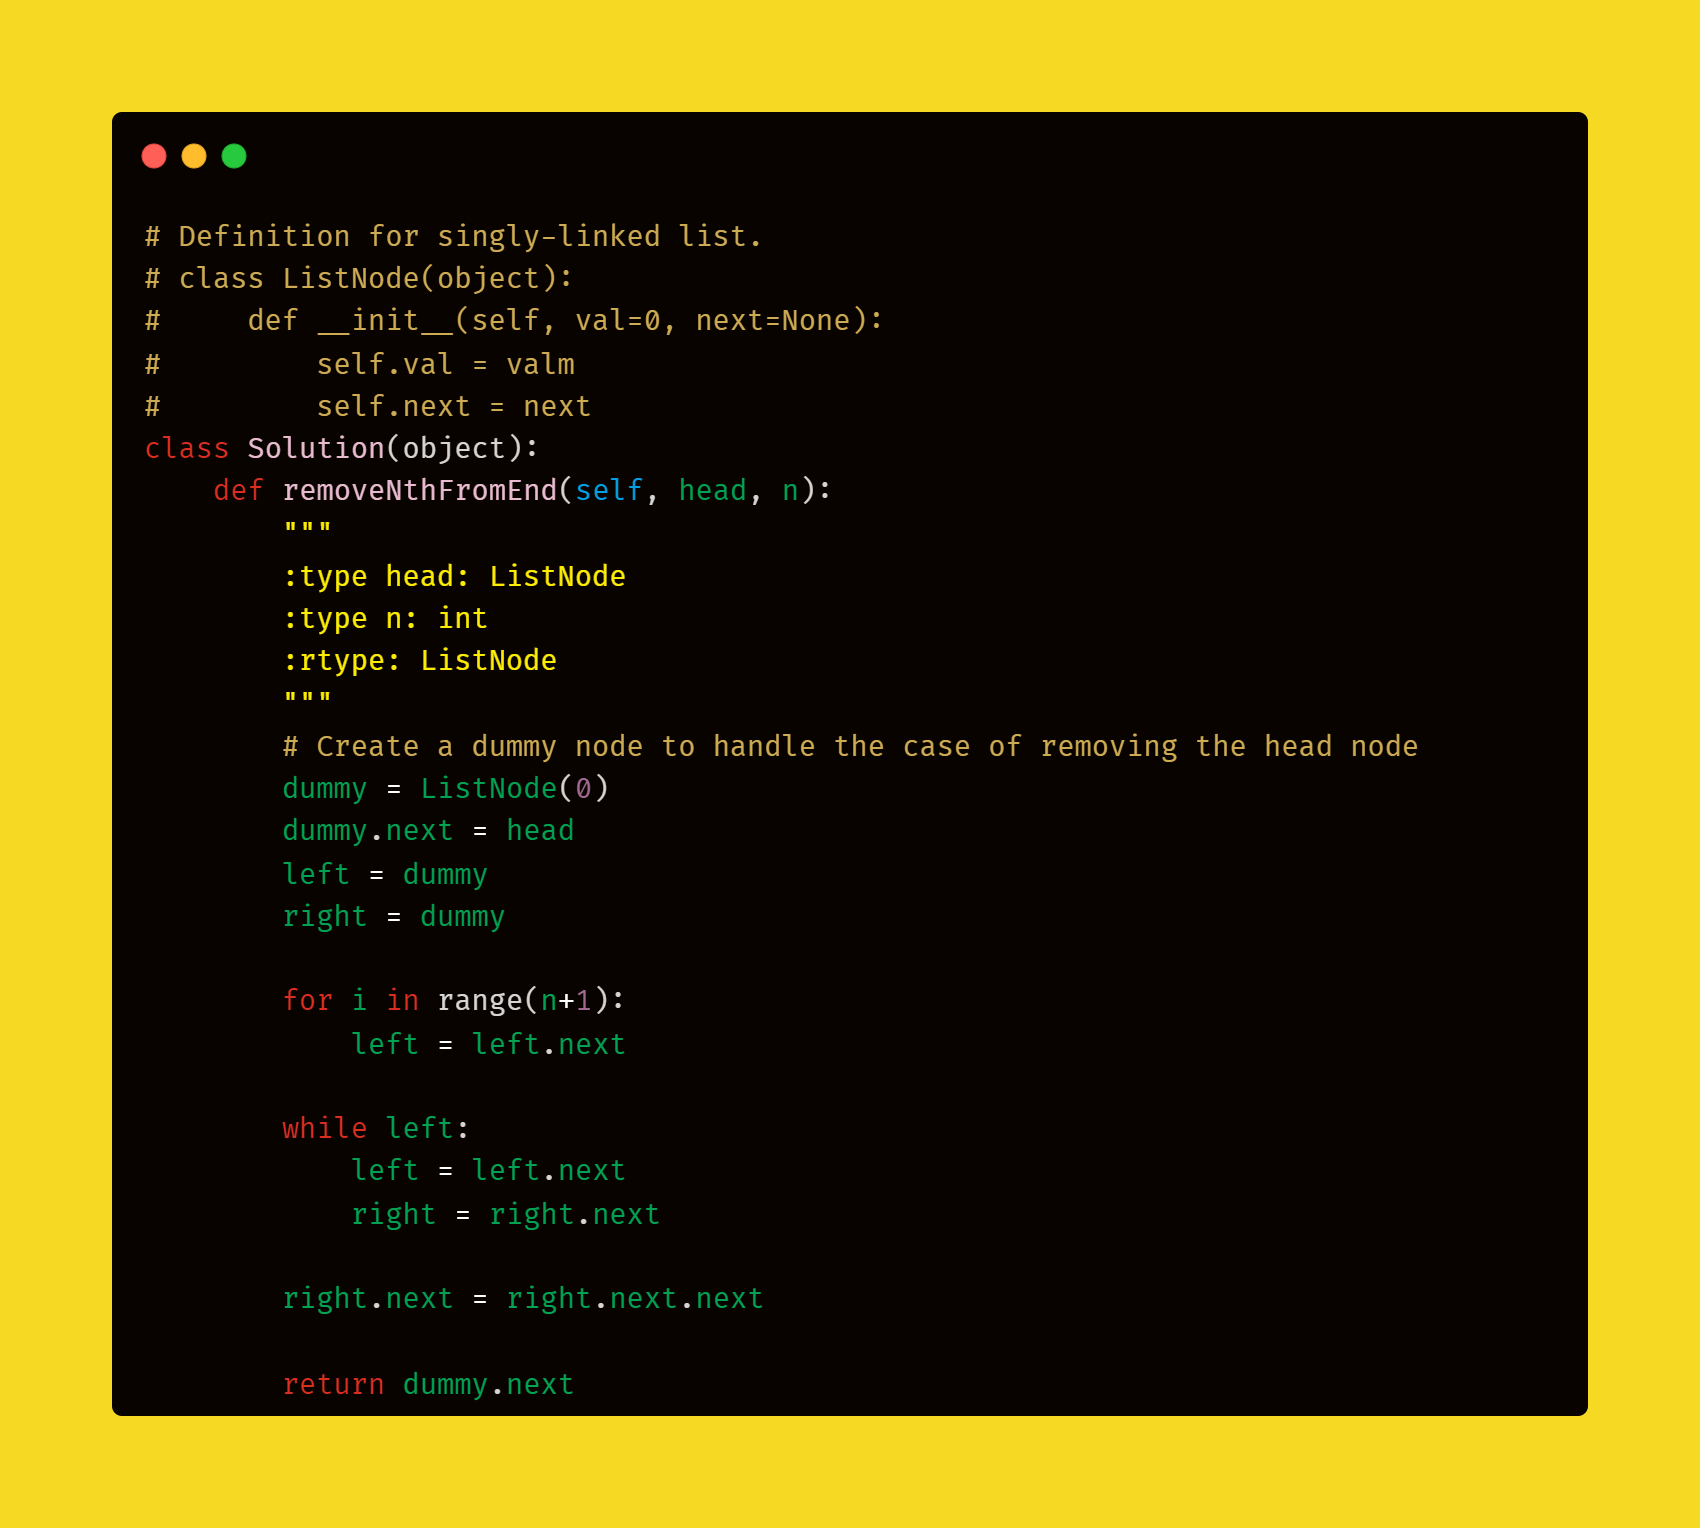 # Definition for singly-linked list.
# class ListNode(object):
#     def __init__(self, val=0, next=None):
#         self.val = valm
#         self.next = next
class Solution(object):
    def removeNthFromEnd(self, head, n):
        """
        :type head: ListNode
        :type n: int
        :rtype: ListNode
        """
        # Create a dummy node to handle the case of removing the head node
        dummy = ListNode(0)
        dummy.next = head
        left = dummy
        right = dummy

        for i in range(n+1):
            left = left.next

        while left:
            left = left.next
            right = right.next

        right.next = right.next.next

        return dummy.next